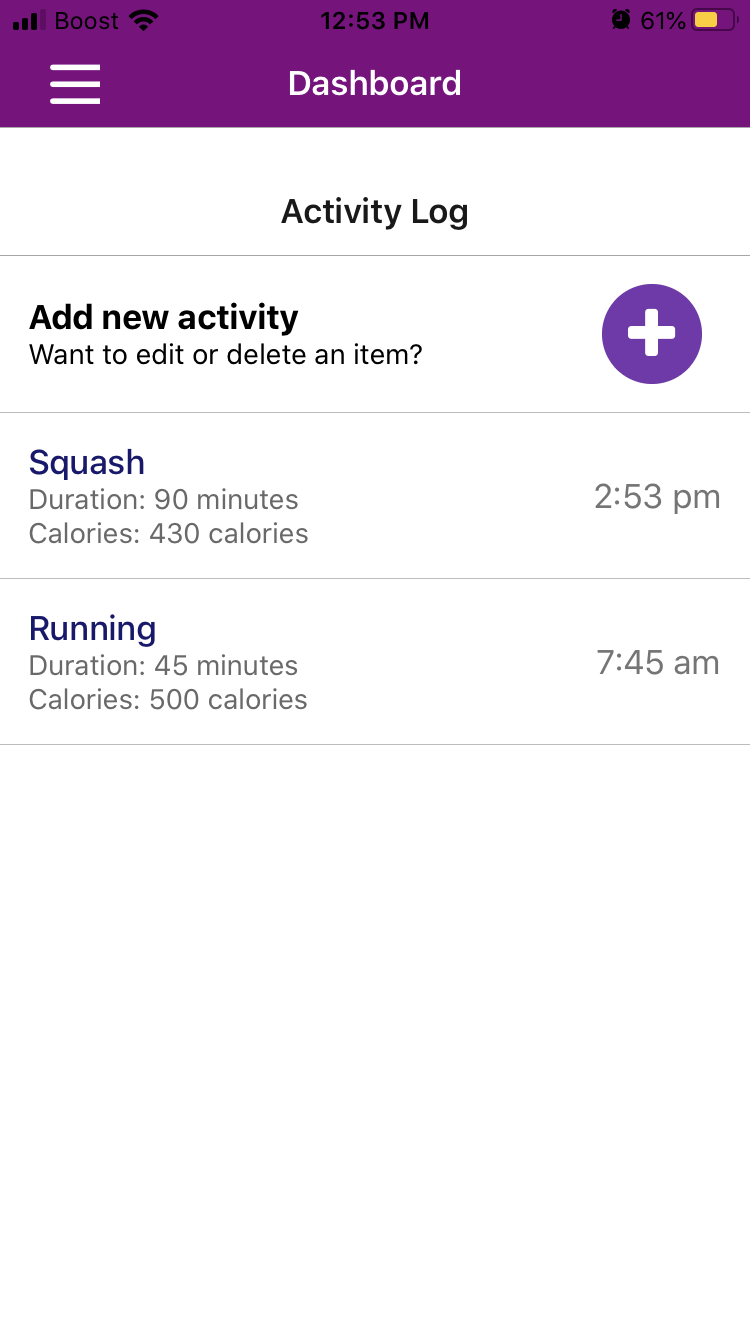 Boost 12:53 PM 61%
Dashboard
Activity Log
Add new activity
Want to edit or delete an item?
Squash
Duration: 90 minutes
Calories: 430 calories
2:53 pm
Running
Duration: 45 minutes
Calories: 500 calories
7:45 am